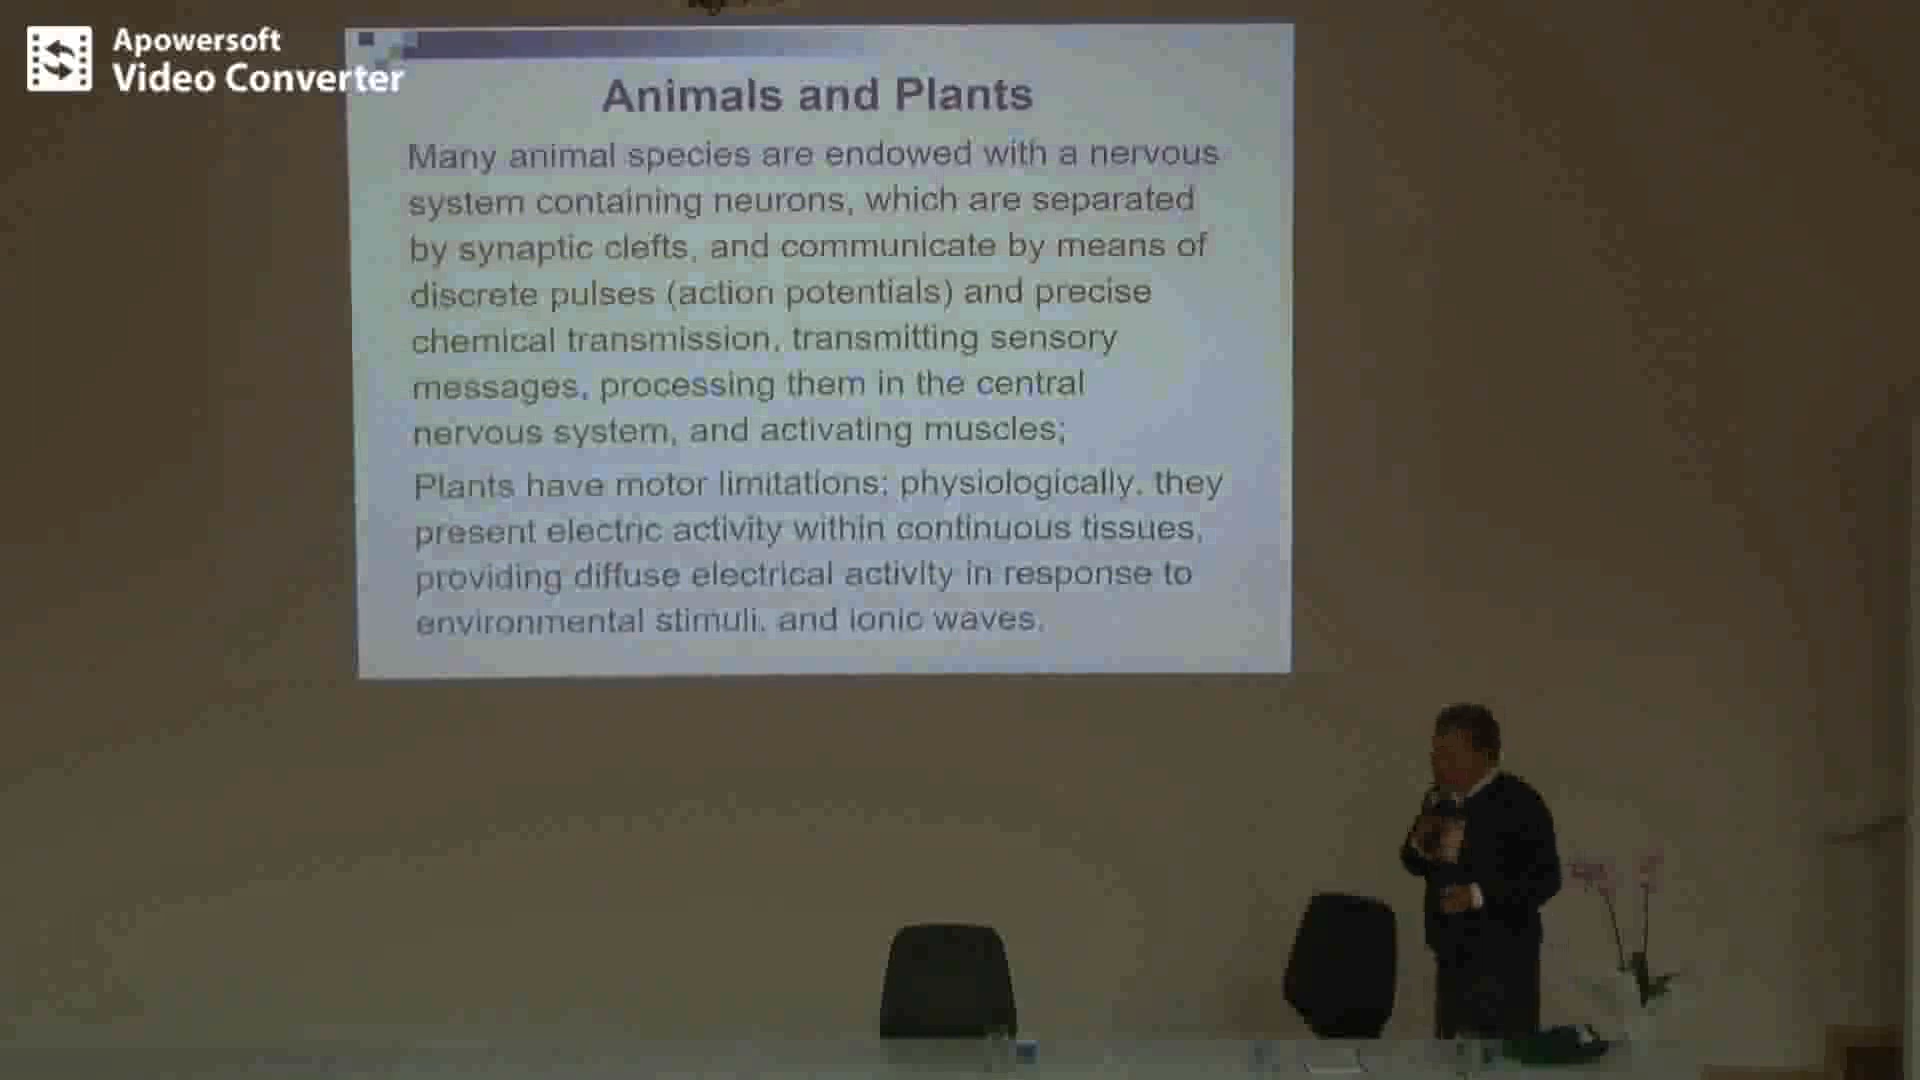 Apowersoft
Video Converter
Animals and Plants
Many animal species are endowed with a nervous
system containing neurons, which are separated
by synaptic clefts, and communicate by means of
discrete pulses (action potentials) and precise
chemical transmission, transmitting sensory
messages, processing them in the central
nervous system, and activating muscles;
Plants have motor limitations; physiologically, they
present electric activity within continuous tissues,
providing diffuse electrical activity in response to
environmental stimuli, and ionic waves.